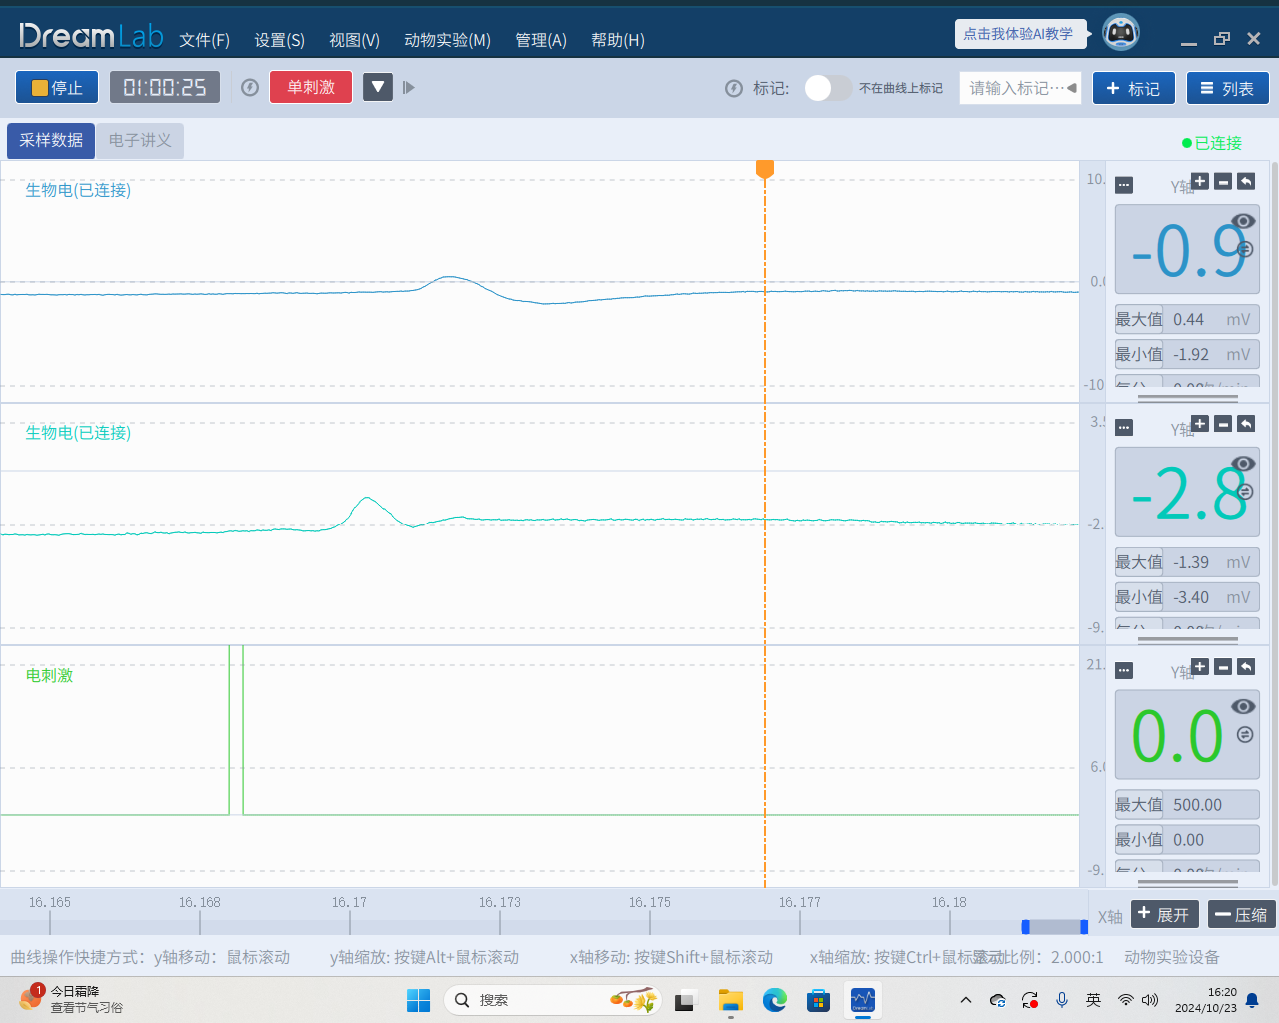 DreamLab 文件(F) 设置(S) 视图(V) 动物实验(M) 管理(A) 帮助(H) 点击我体验AI教学
停止 01:00:25 单刺激 标记: 不在曲线上标记 请输入标记… + 标记 列表
采样数据 电子讲义 已连接
生物电(已连接) 10. Y轴
-0.9
0.0
最大值 0.44 mV
最小值 -1.92 mV
-10
生物电(已连接) 3.5 Y轴
-2.8
-2.
最大值 -1.39 mV
最小值 -3.40 mV
-9.
电刺激 21. Y轴
0.0
6.0
最大值 500.00
最小值 0.00
-9.
16.165 16.168 16.17 16.173 16.175 16.177 16.18 X轴 + 展开 压缩
曲线操作快捷方式: y轴移动: 鼠标滚动 y轴缩放: 按键Alt+鼠标滚动 x轴移动: 按键Shift+鼠标滚动 x轴缩放: 按键Ctrl+鼠标滚动 显示比例: 2.000:1 动物实验设备
1 今日霜降
查看节气习俗
搜索 英 16:20
2024/10/23